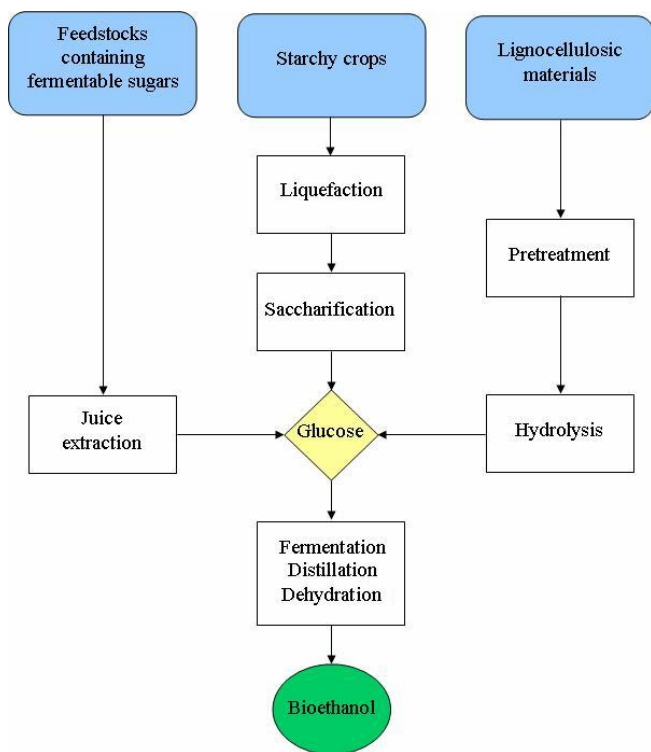 Feedstocks
containing
fermentable sugars
Starchy crops
Lignocellulosic
materials
Liquefaction
Pretreatment
Saccharification
Juice
extraction
Glucose
Hydrolysis
Fermentation
Distillation
Dehydration
Bioethanol